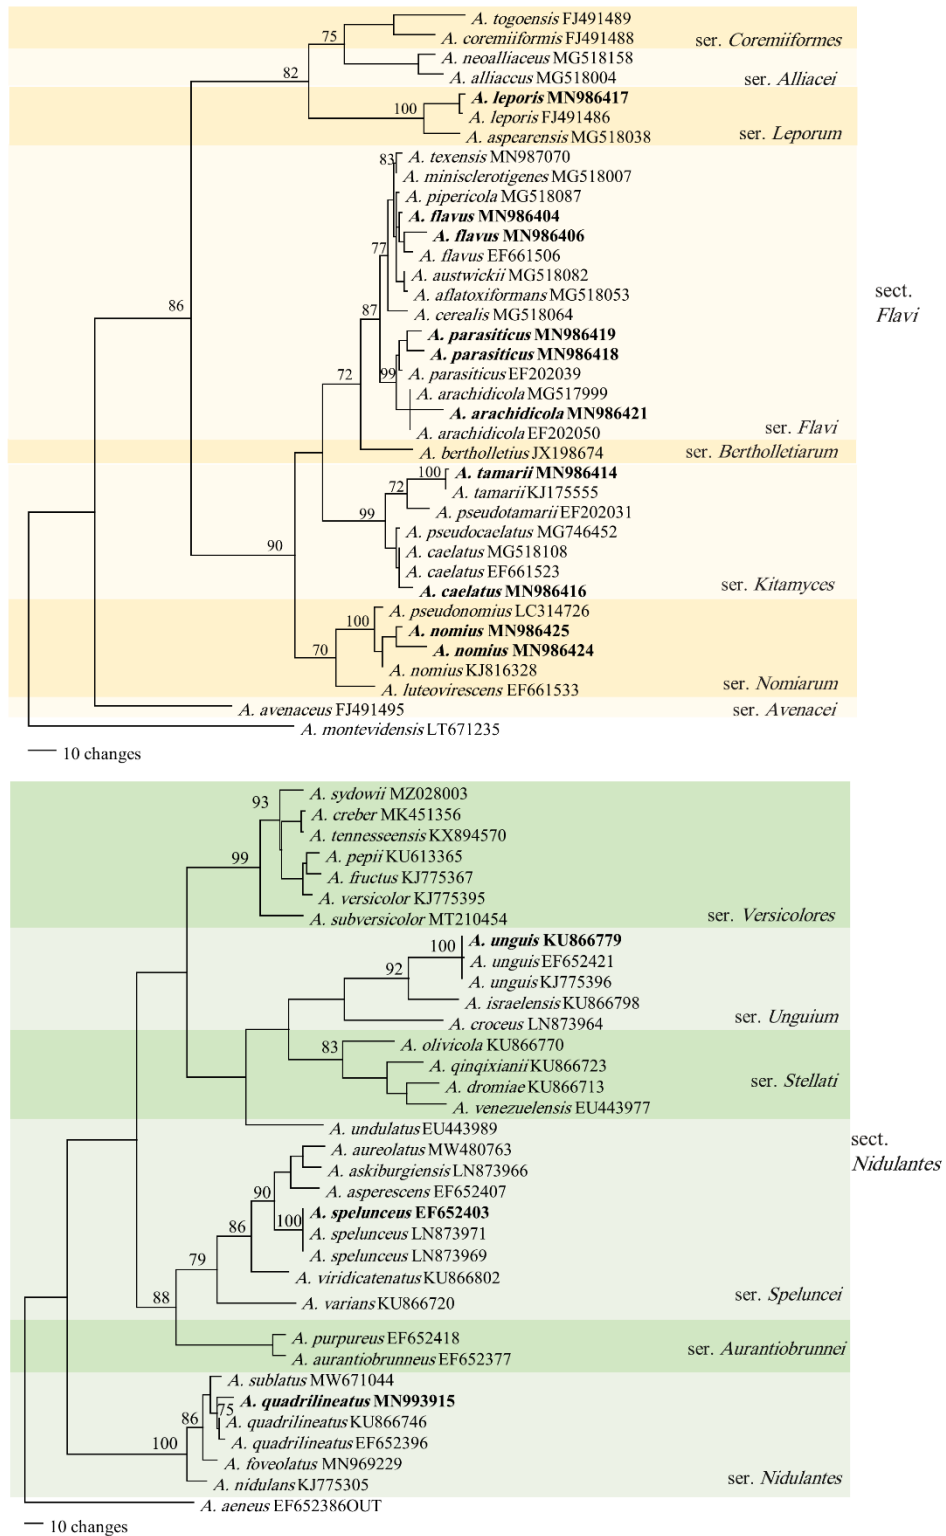 A. togoensis FJ491489
75
A. coremiiformis FJ491488
ser. Coremiiformes
A. neoalliaceus MG518158
82
A. alliaccus MG518004
ser. Alliacei
A. leporis MN986417
100
A. leporis FJ491486
A. aspearensis MG518038
ser. Leporum
A. texensis MN987070
83
A. minisclerotigenes MG518007
A. pipericola MG518087
A. flavus MN986404
A. flavus MN986406
77
A. flavus EF661506
A. austwickii MG518082
A. aflatoxiformans MG518053
86
87
A. cerealis MG518064
sect.
Flavi
A. parasiticus MN986419
A. parasiticus MN986418
72
99
A. parasiticus EF202039
A. arachidicola MG517999
A. arachidicola MN986421
A. arachidicola EF202050
ser. Flavi
A. bertholletius JX198674
ser. Bertholletiarum
100
A. tamarii MN986414
72
A. tamarii KJ175555
A. pseudotamarii EF202031
99
A. pseudocaelatus MG746452
90
A. caelatus MG518108
A. caelatus EF661523
A. caelatus MN986416
ser. Kitamyces
A. pseudonomius LC314726
100
A. nomius MN986425
70
A. nomius MN986424
A. nomius KJ816328
A. luteovirescens EF661533
ser. Nomiarum
A. avenaceus FJ491495
ser. Avenacei
A. montevidensis LT671235
10 changes
A. sydowii MZ028003
93
A. creber MK451356
A. tennesseensis KX894570
99
A. pepii KU613365
A. fructus KJ775367
A. versicolor KJ775395
A. subversicolor MT210454
ser. Versicolores
A. unguis KU866779
100
A. unguis EF652421
92
A. unguis KJ775396
A. israelensis KU866798
A. croceus LN873964
ser. Unguium
83
A. olivicola KU866770
A. qinqixianii KU866723
A. dromiae KU866713
ser. Stellati
A. venezuelensis EU443977
A. undulatus EU443989
sect.
Nidulantes
A. aureolatus MW480763
A. askiburgiensis LN873966
90
A. asperescens EF652407
A. spelunceus EF652403
86
100
A. spelunceus LN873971
79
A. spelunceus LN873969
A. viridicatenatus KU866802
88
A. varians KU866720
ser. Speluncei
A. purpureus EF652418
A. aurantiobrunneus EF652377
ser. Aurantiobrunnei
A. sublatus MW671044
A. quadrilineatus MN993915
75
86
A. quadrilineatus KU866746
100
A. quadrilineatus EF652396
A. foveolatus MN969229
A. nidulans KJ775305
ser. Nidulantes
A. aeneus EF652386OUT
10 changes